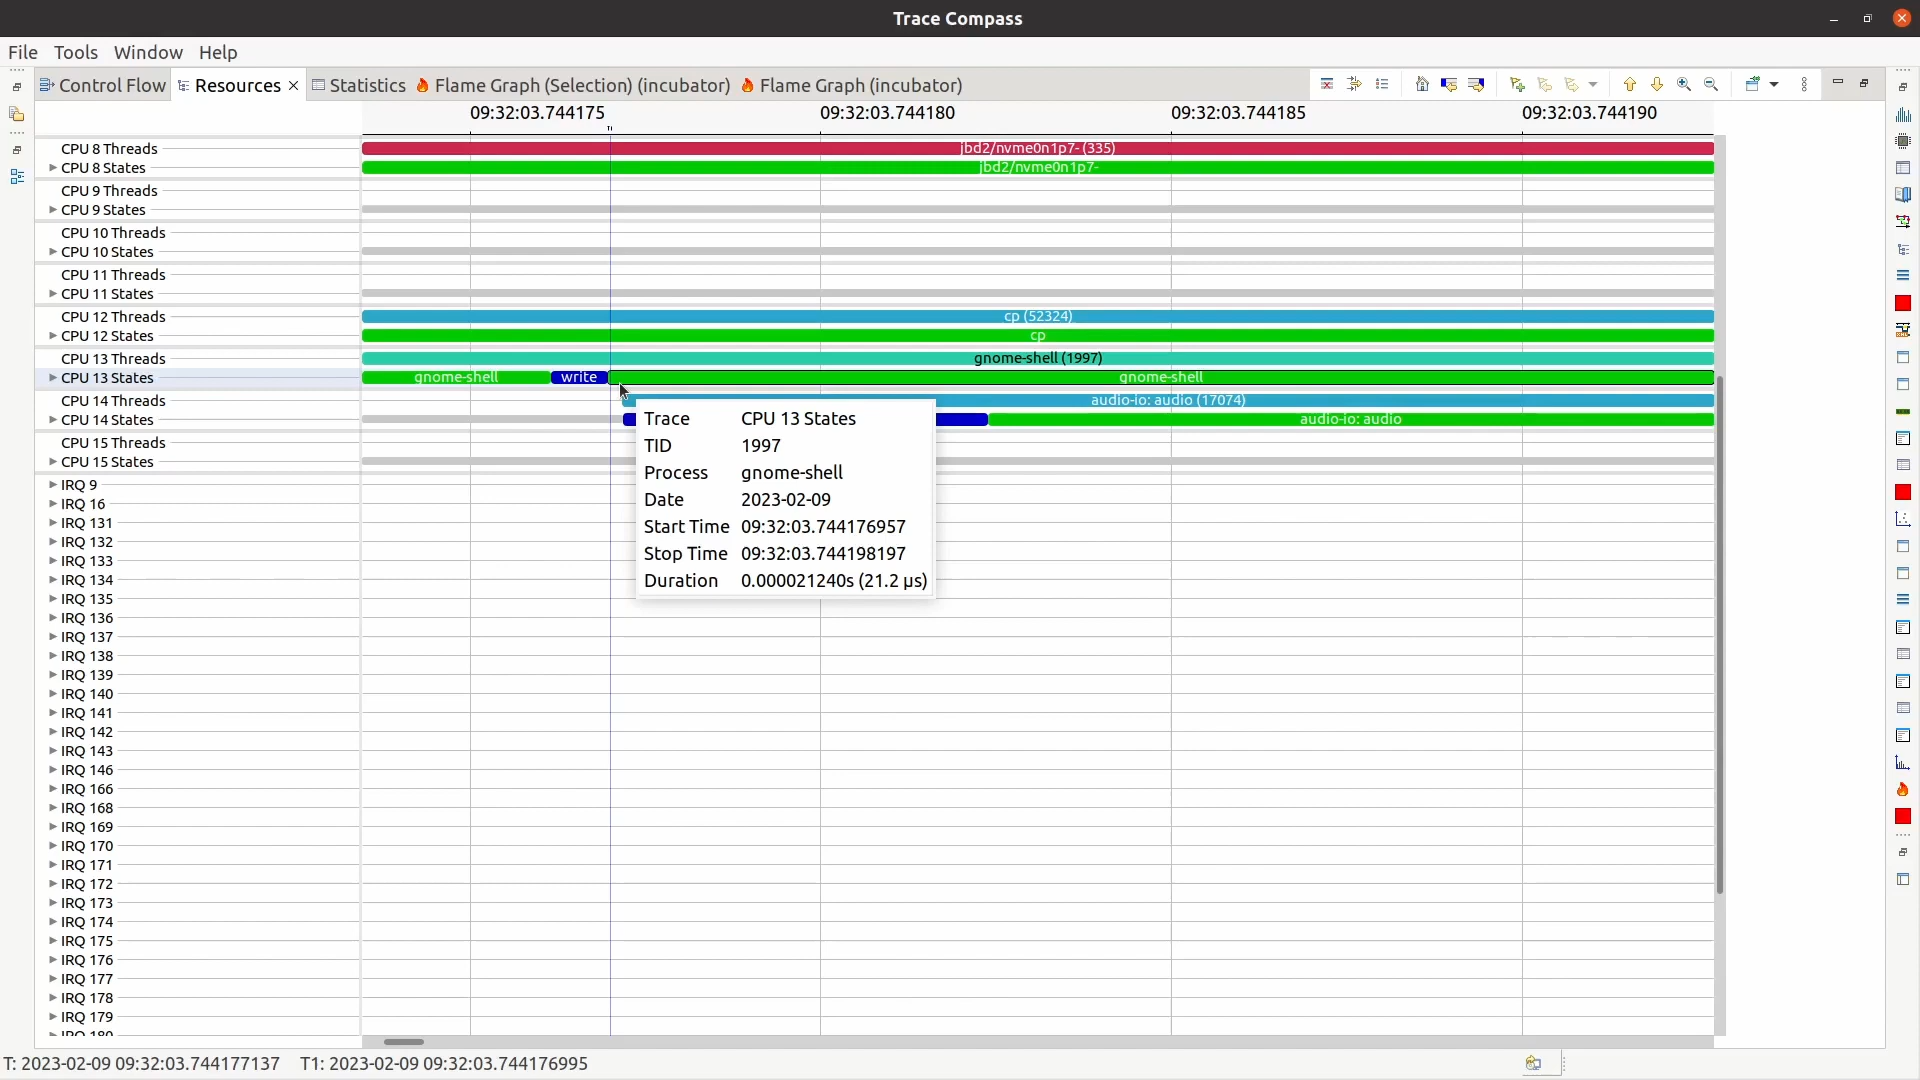 Trace Compass
File Tools Window Help
Control Flow Resources Statistics Flame Graph (Selection) (incubator) Flame Graph (incubator)
09:32:03.744175 09:32:03.744180 09:32:03.744185 09:32:03.744190
CPU 8 Threads jbd2/nvme0n1p7- (335)
CPU 8 States jbd2/nvme0n1p7-
CPU 9 Threads
CPU 9 States
CPU 10 Threads
CPU 10 States
CPU 11 Threads
CPU 11 States
CPU 12 Threads cp (52324)
CPU 12 States cp
CPU 13 Threads gnome-shell (1997)
CPU 13 States gnome-shell write gnome-shell
CPU 14 Threads audio-io: audio (17074)
CPU 14 States audio-io: audio
CPU 15 Threads
CPU 15 States
Trace CPU 13 States
TID 1997
Process gnome-shell
Date 2023-02-09
Start Time 09:32:03.744176957
Stop Time 09:32:03.744198197
Duration 0.000021240s (21.2 µs)
IRQ 9
IRQ 16
IRQ 131
IRQ 132
IRQ 133
IRQ 134
IRQ 135
IRQ 136
IRQ 137
IRQ 138
IRQ 139
IRQ 140
IRQ 141
IRQ 142
IRQ 143
IRQ 146
IRQ 166
IRQ 168
IRQ 169
IRQ 170
IRQ 171
IRQ 172
IRQ 173
IRQ 174
IRQ 175
IRQ 176
IRQ 177
IRQ 178
IRQ 179
IRQ 180
T: 2023-02-09 09:32:03.744177137 T1: 2023-02-09 09:32:03.744176995